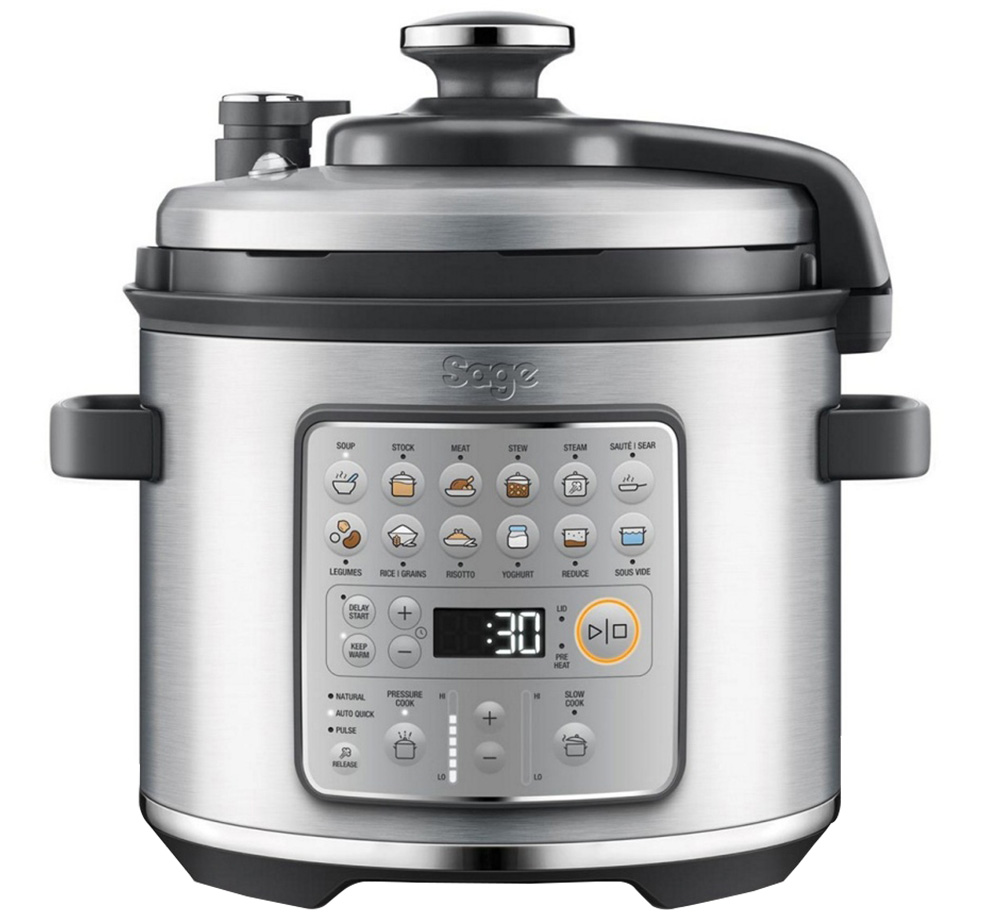 Sage
SOUP STOCK MEAT STEW STEAM SAUTÉ | SEAR
LEGUMES RICE | GRAINS RISOTTO YOGHURT REDUCE SOUS VIDE
DELAY
START
KEEP
WARM
:30
LID
PRE
HEAT
NATURAL
AUTO QUICK
PULSE
RELEASE
PRESSURE
COOK
HI
LO
HI
LO
SLOW
COOK